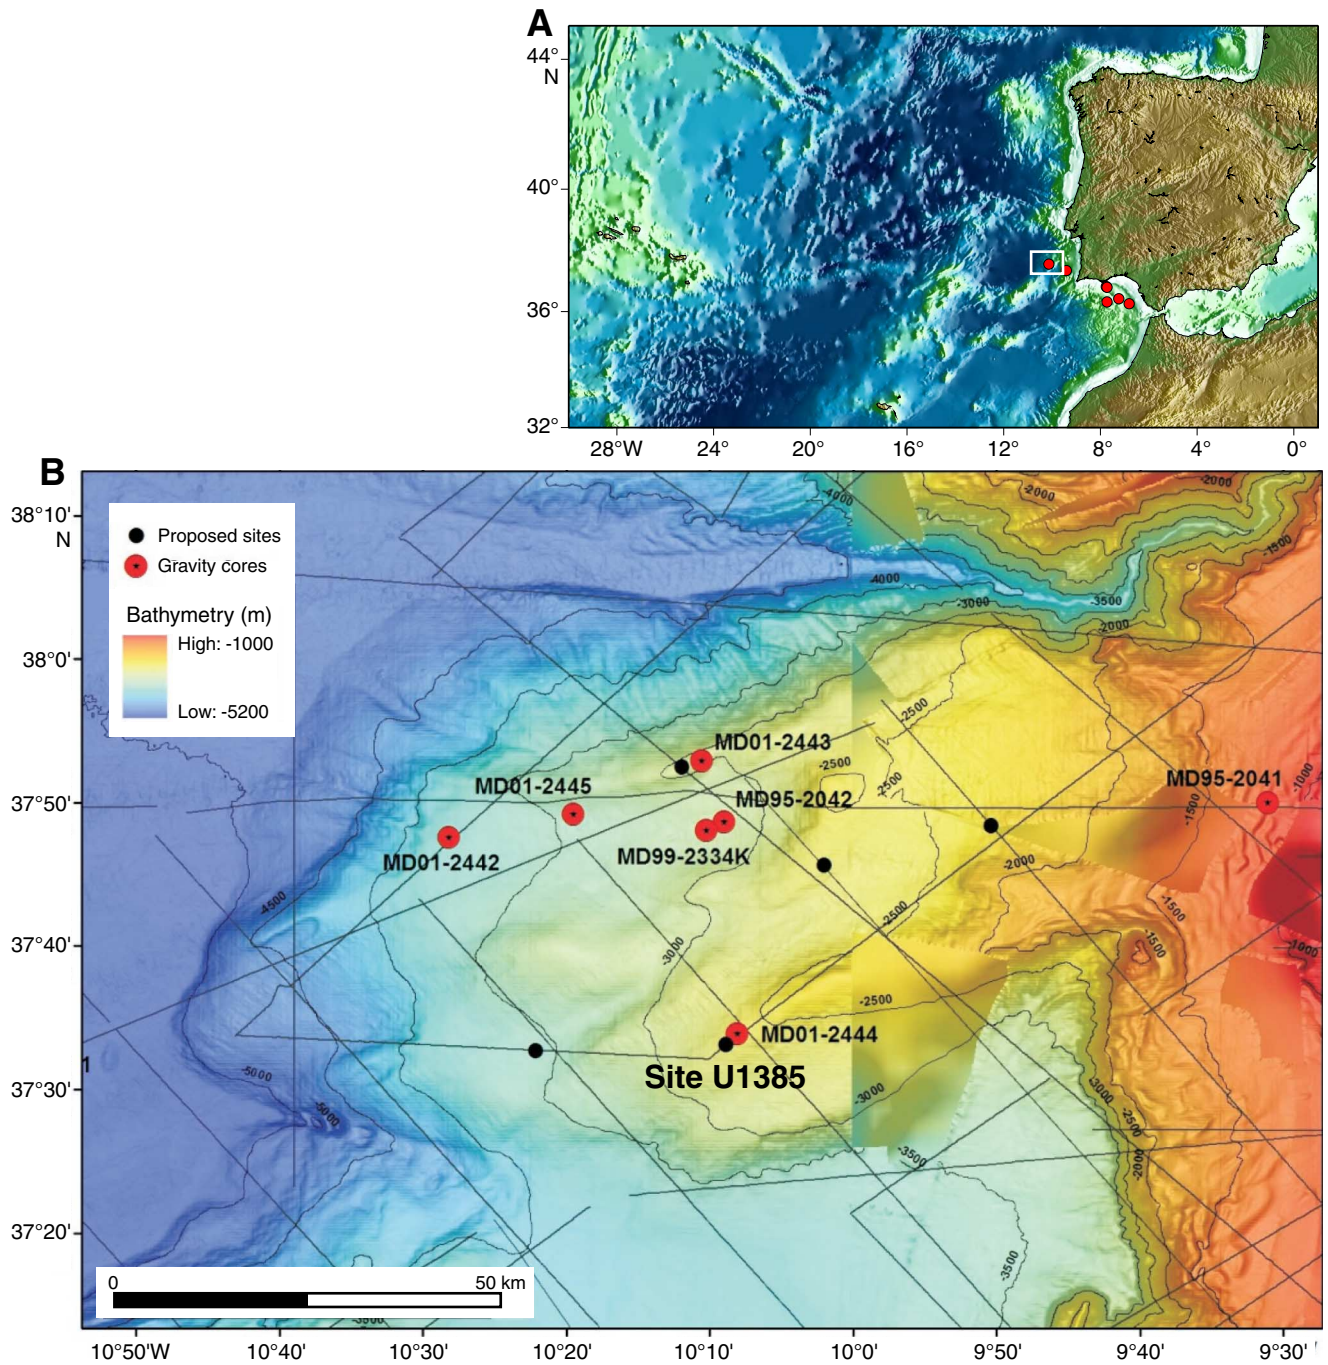 A
44°
N
40°
36°
32°
28°W 24° 20° 16° 12° 8° 4° 0°
B
38°10'
N
38°0'
37°50'
37°40'
37°30'
37°20'
Proposed sites
Gravity cores
Bathymetry (m)
High: -1000
Low: -5200
-4000
-2000
-2000
-1500
-4000
-3000
-3500
-2000
-2500
MD01-2443
-2500
-2500
MD01-2445
MD95-2042
MD95-2041
-1000
-1500
MD01-2442
MD99-2334K
-2000
-4500
-2500
-1500
-3000
-1500
-1000
-2500
MD01-2444
Site U1385
1
-5000
-5000
-3000
-3000
-2500
-2000
-3500
-3500
-3500
0 50 km
10°50'W 10°40' 10°30' 10°20' 10°10' 10°0' 9°50' 9°40' 9°30'